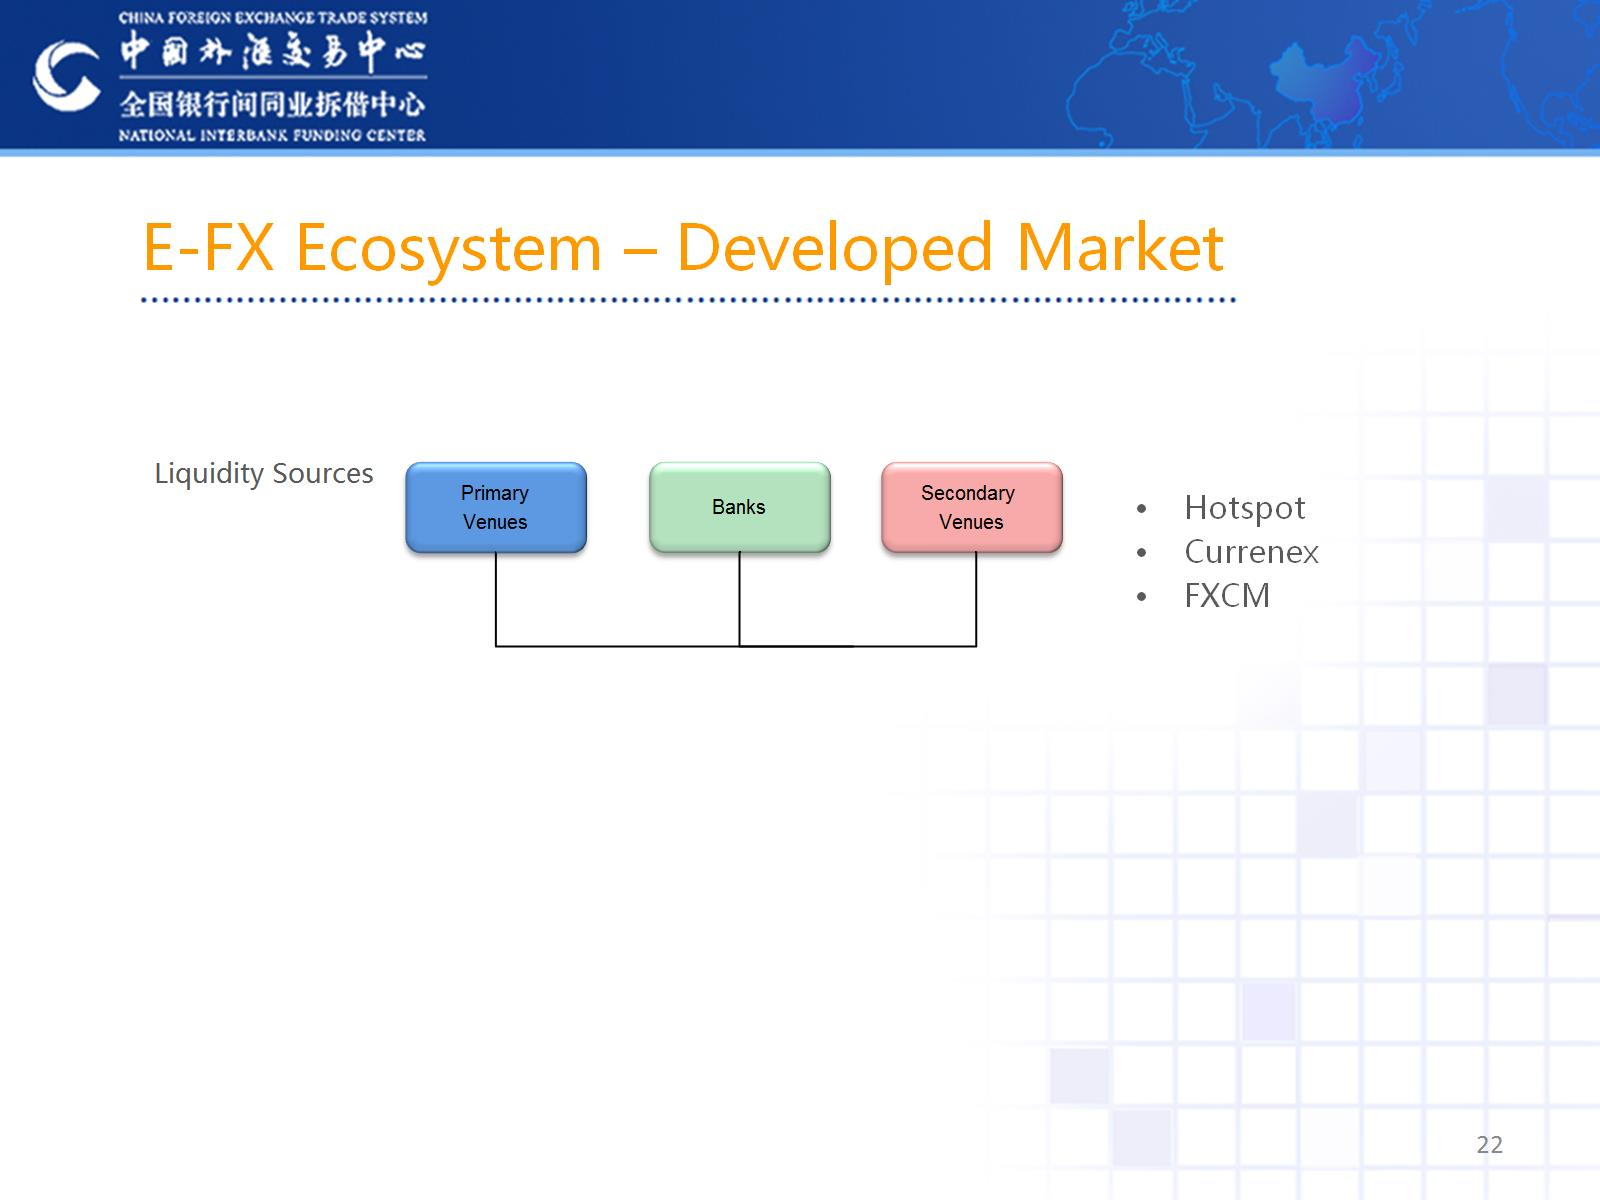 CHINA FOREIGN EXCHANGE TRADE SYSTEM
中国外汇交易中心
全国银行间同业拆借中心
NATIONAL INTERBANK FUNDING CENTER
E-FX Ecosystem – Developed Market
Liquidity Sources
Primary
Venues
Banks
Secondary
Venues
• Hotspot
• Currenex
• FXCM
22